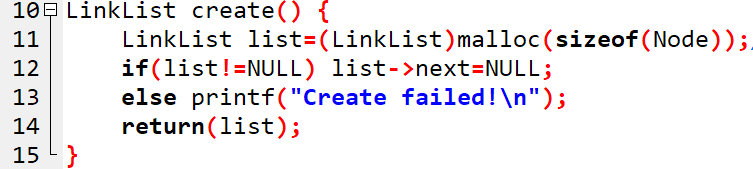 10 LinkList create() {
11 LinkList list=(LinkList)malloc(sizeof(Node));/
12 if(list!=NULL) list->next=NULL;
13 else printf("Create failed!\n");
14 return(list);
15 }